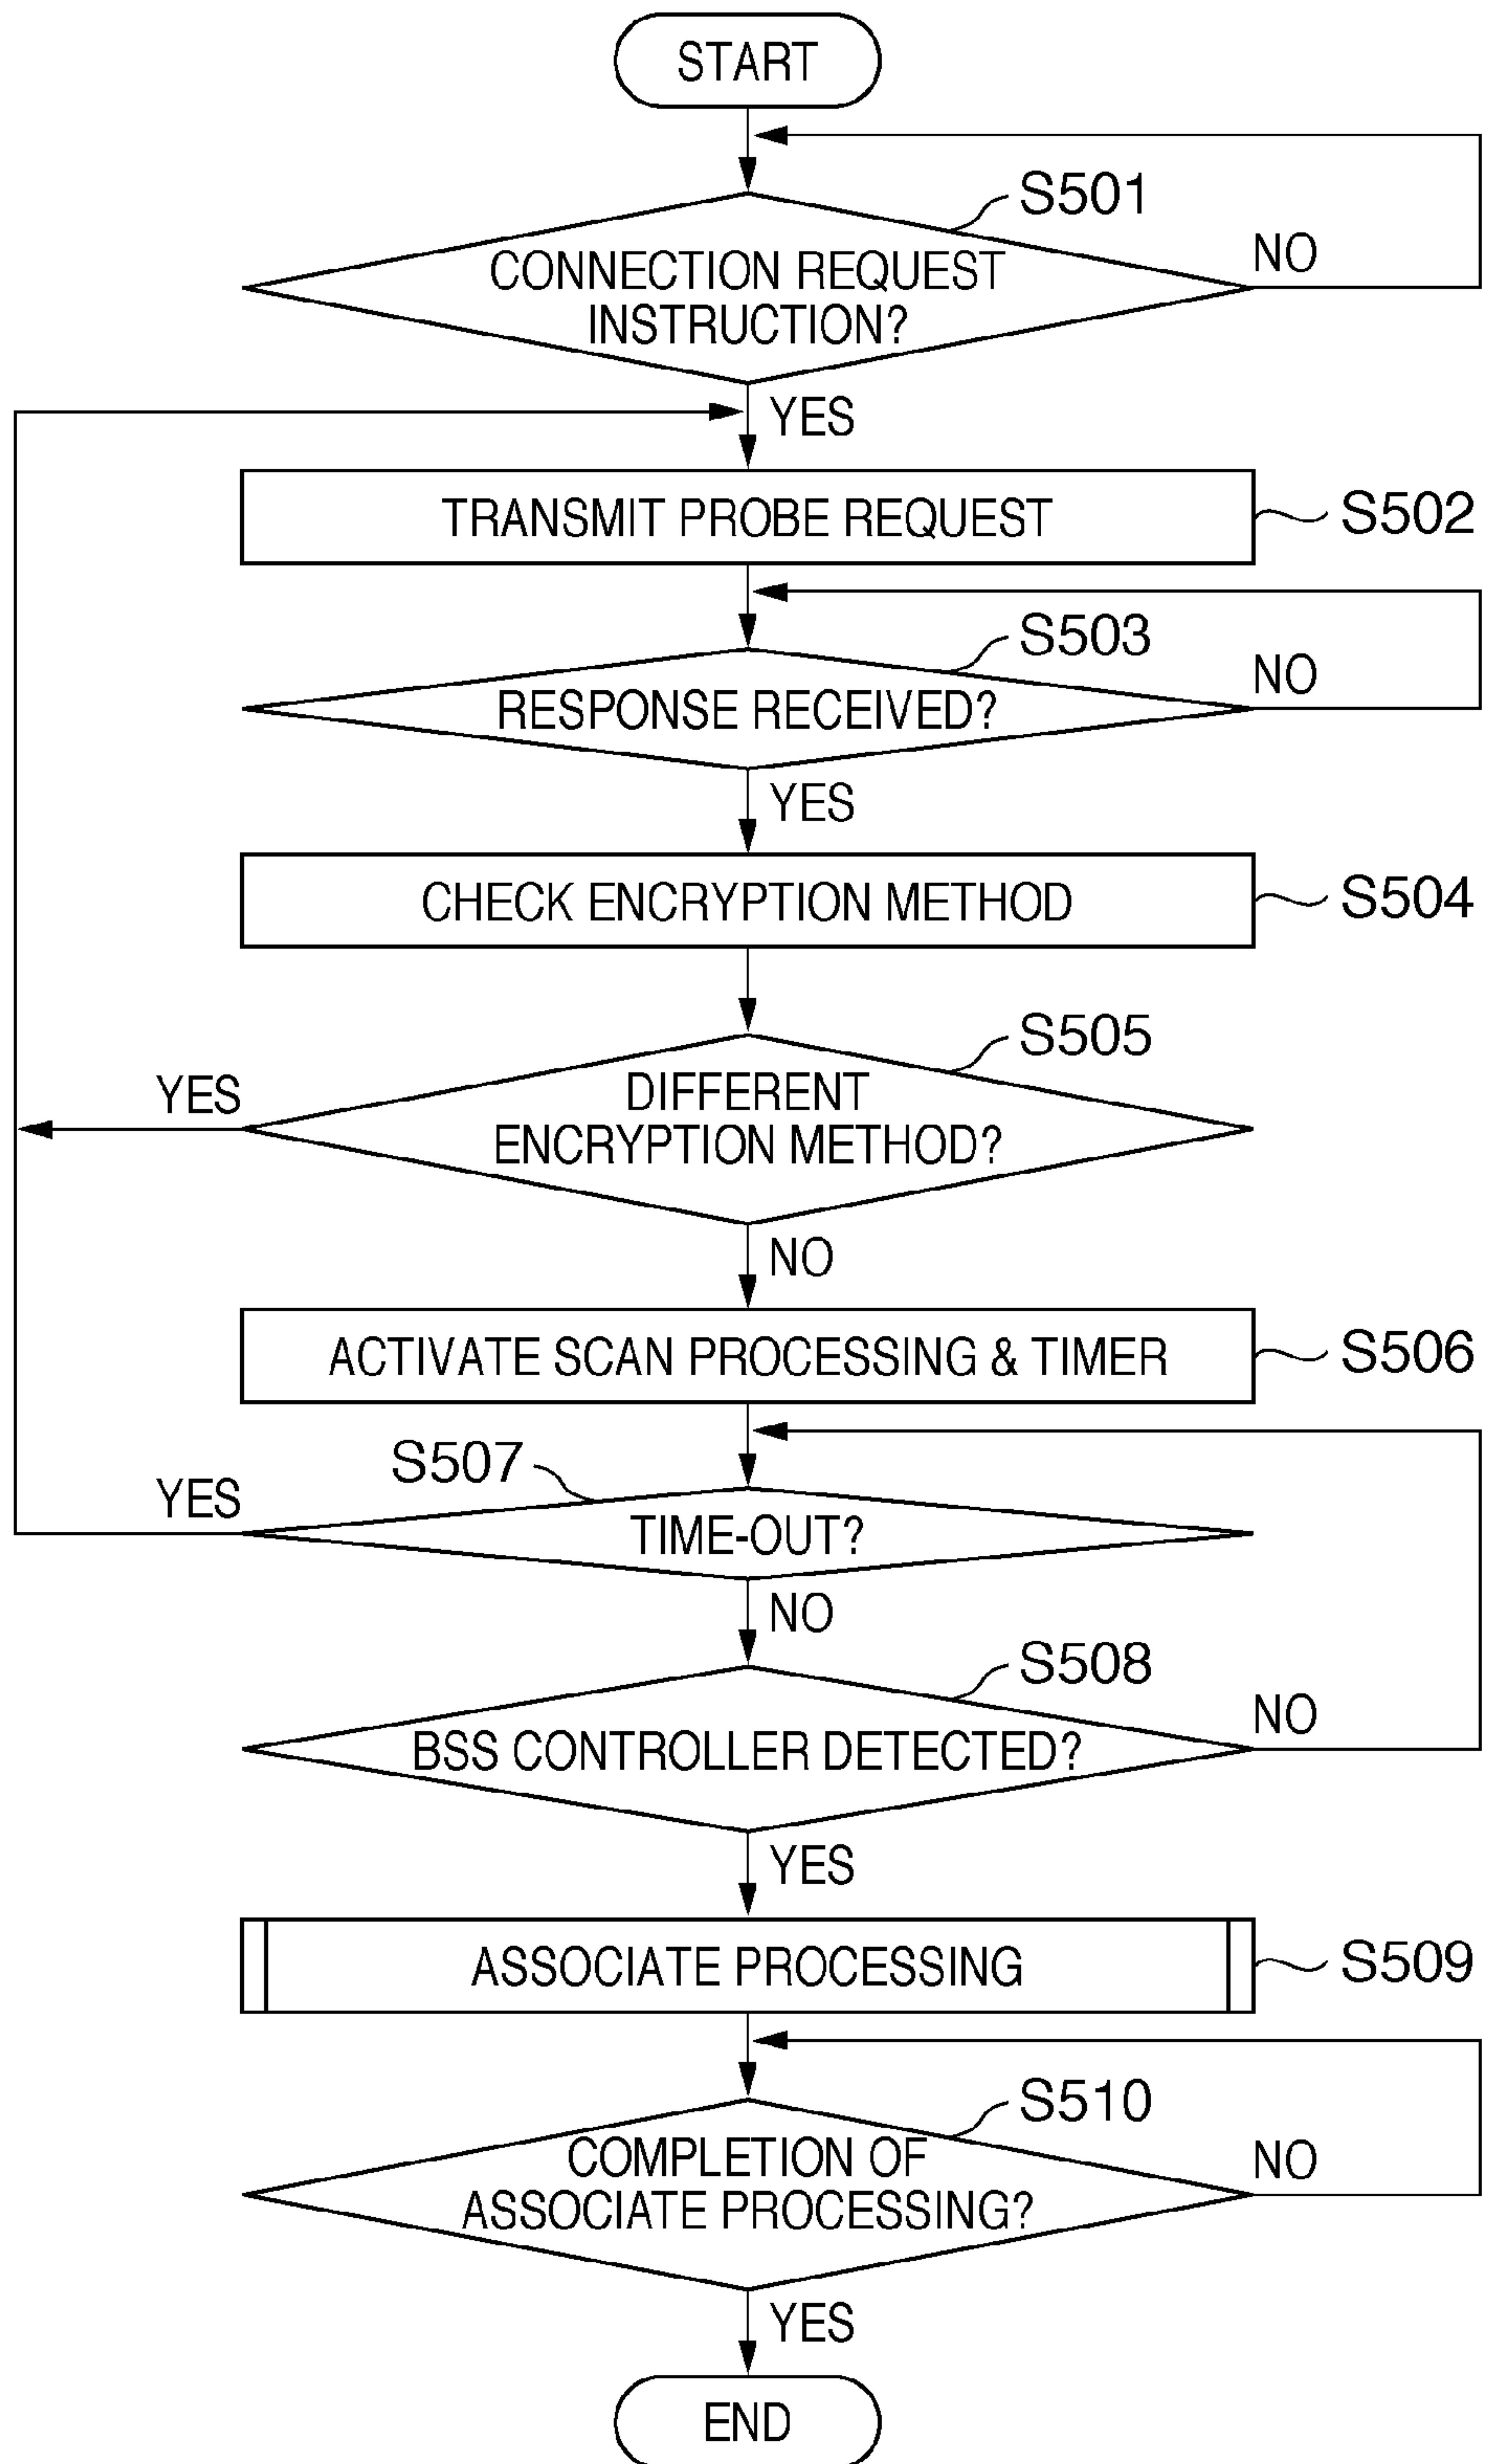 START
S501
CONNECTION REQUEST
INSTRUCTION?
NO
YES
TRANSMIT PROBE REQUEST
S502
S503
RESPONSE RECEIVED?
NO
YES
CHECK ENCRYPTION METHOD
S504
S505
YES
DIFFERENT
ENCRYPTION METHOD?
NO
ACTIVATE SCAN PROCESSING & TIMER
S506
S507
YES
TIME-OUT?
NO
S508
BSS CONTROLLER DETECTED?
NO
YES
ASSOCIATE PROCESSING
S509
S510
COMPLETION OF
ASSOCIATE PROCESSING?
NO
YES
END